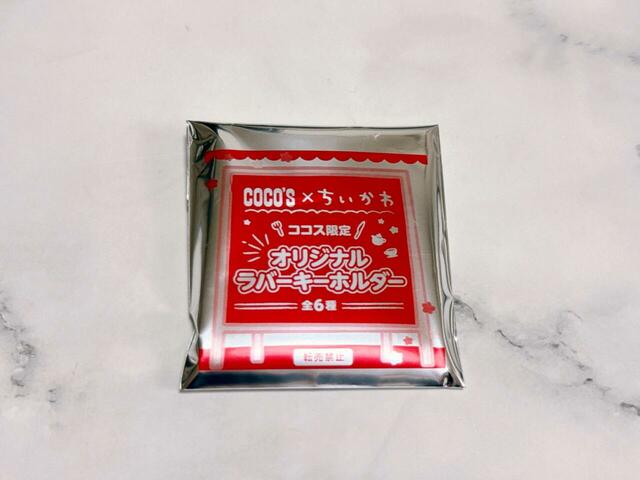 COCO'S×ちいかわ
ココス限定
オリジナル
ラバーキーホルダー
全6種
転売禁止